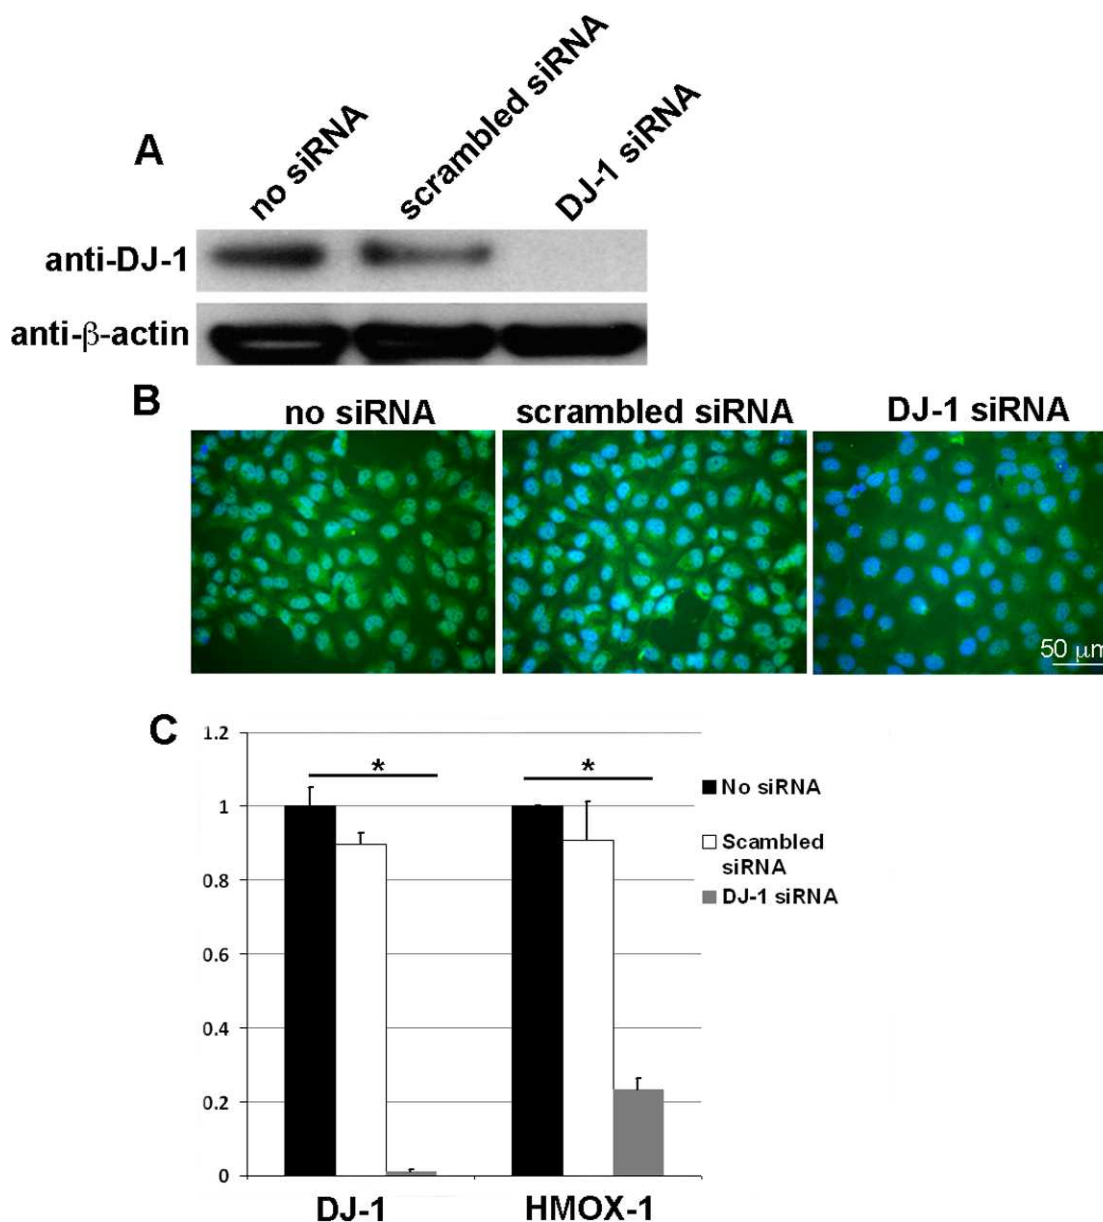 A
no siRNA
scrambled siRNA
DJ-1 siRNA
anti-DJ-1
anti-β-actin
B
no siRNA
scrambled siRNA
DJ-1 siRNA
50 μm
C
1.2
1
0.8
0.6
0.4
0.2
0
*
*
No siRNA
Scambled
siRNA
DJ-1 siRNA
DJ-1
HMOX-1